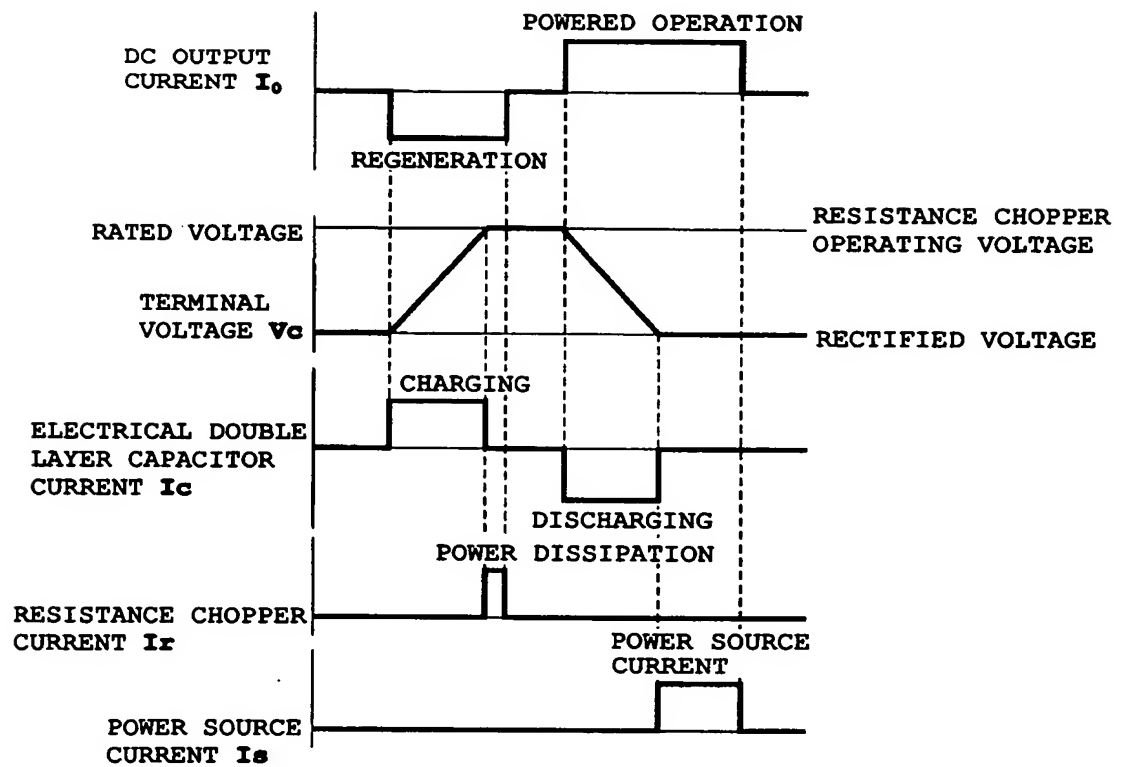 POWERED OPERATION
DC OUTPUT
CURRENT I₀
REGENERATION
RATED VOLTAGE
RESISTANCE CHOPPER
OPERATING VOLTAGE
TERMINAL
VOLTAGE Vc
RECTIFIED VOLTAGE
CHARGING
ELECTRICAL DOUBLE
LAYER CAPACITOR
CURRENT Ic
DISCHARGING
POWER DISSIPATION
RESISTANCE CHOPPER
CURRENT Ir
POWER SOURCE
CURRENT
POWER SOURCE
CURRENT Is